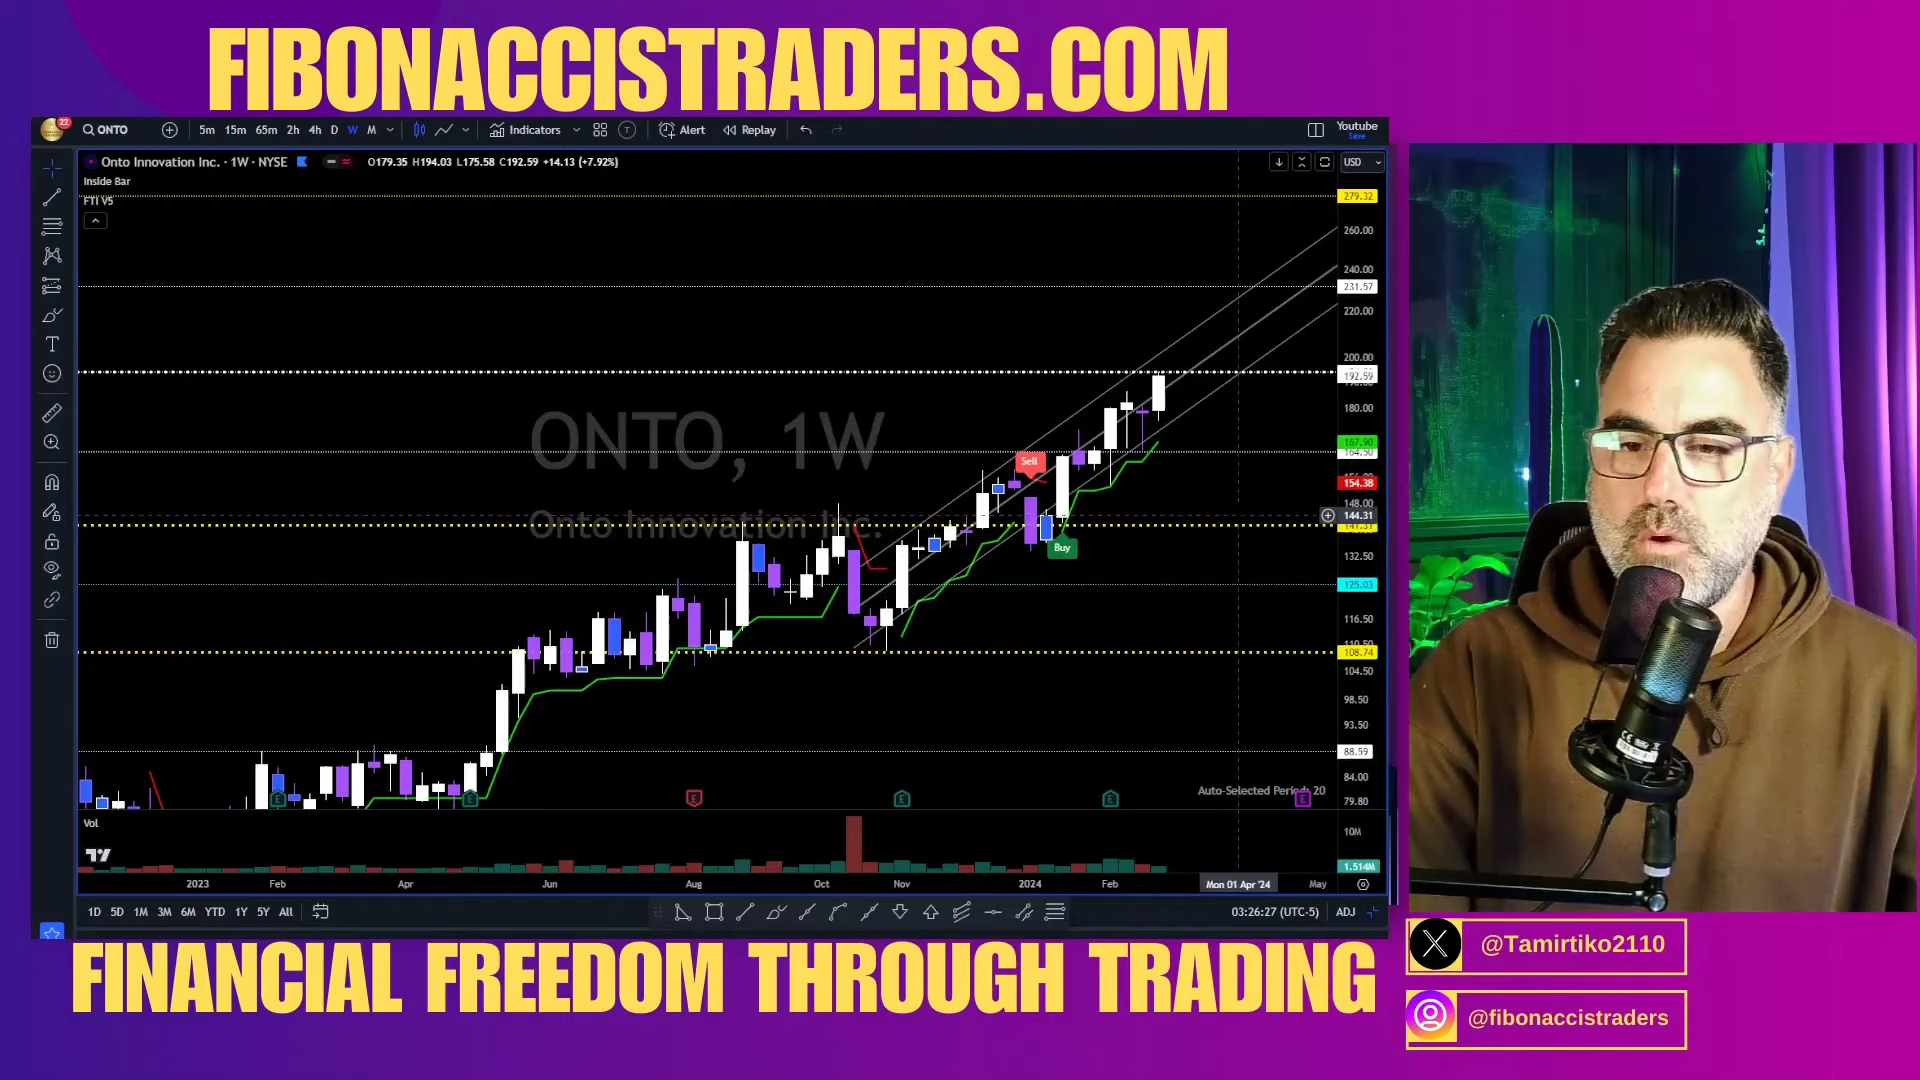 FIBONACCISTRADERS.COM
22
ONTO
5m 15m 65m 2h 4h D W M
Indicators
T
Alert
Replay
Youtube
Save
Onto Innovation Inc. · 1W · NYSE
O179.35 H194.03 L175.58 C192.59 +14.13 (+7.92%)
USD
Inside Bar
FTI V5
279.32
260.00
240.00
231.57
220.00
200.00
192.59
180.00
167.90
164.50
154.38
148.00
144.31
132.50
125.03
116.50
108.74
104.50
98.50
93.50
88.59
84.00
79.80
ONTO, 1W
Onto Innovation Inc.
Sell
Buy
E E E E E E
Auto-Selected Period: 20
Vol
10M
1.514M
2023 Feb Apr Jun Aug Oct Nov 2024 Feb Mon 01 Apr '24 May
1D 5D 1M 3M 6M YTD 1Y 5Y All
03:26:27 (UTC-5) ADJ
FINANCIAL FREEDOM THROUGH TRADING
@Tamirtiko2110
@fibonaccistraders